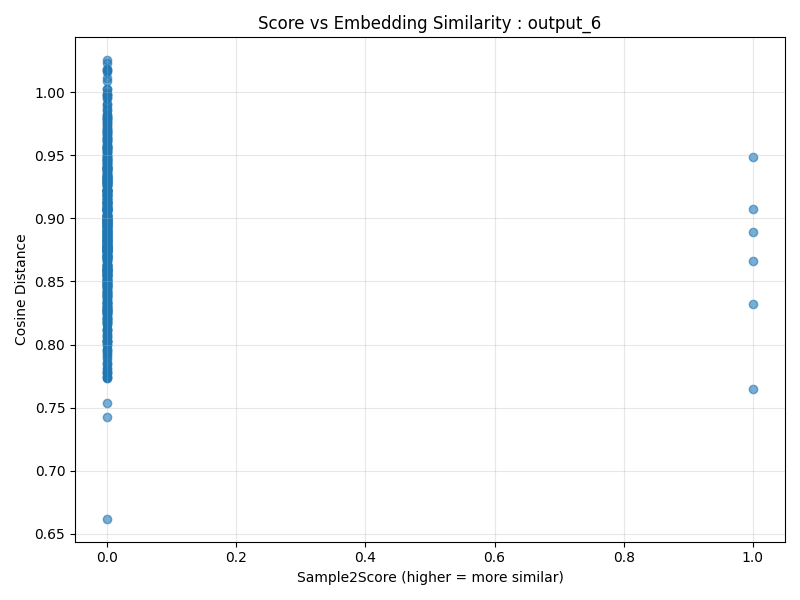 Score vs Embedding Similarity : output_6
Cosine Distance
1.00
0.95
0.90
0.85
0.80
0.75
0.70
0.65
0.0 0.2 0.4 0.6 0.8 1.0
Sample2Score (higher = more similar)